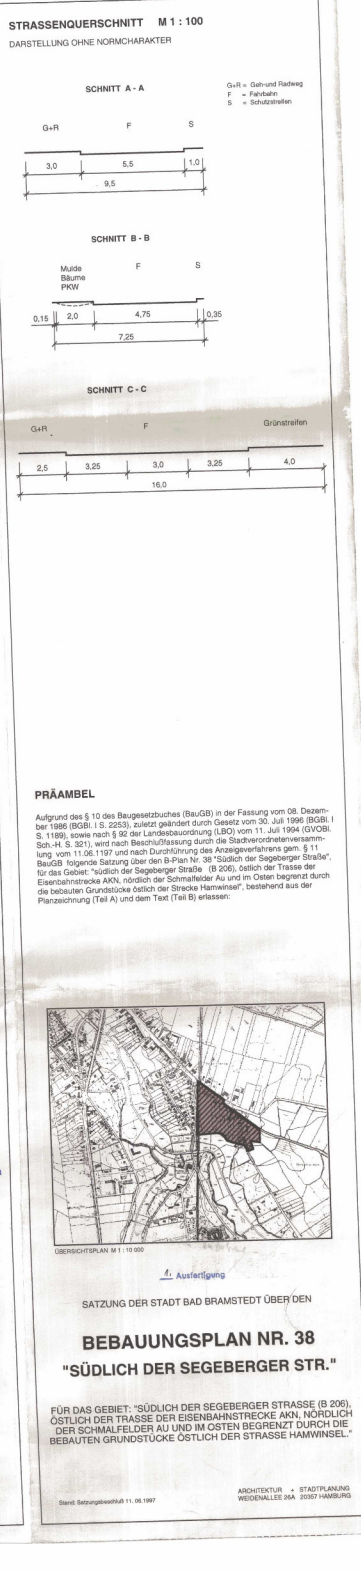 STRASSENQUERSCHNITT M 1 : 100
DARSTELLUNG OHNE NORMCHARAKTER
SCHNITT A - A
G+R = Geh-und Radweg
F = Fahrbahn
S = Schutzstreifen
G+R F S
3,0 5,5 1,0
9,5
SCHNITT B - B
Mulde
Bäume
PKW
F S
0,15 2,0 4,75 0,35
7,25
SCHNITT C - C
G+R F Grünstreifen
2,5 3,25 3,0 3,25 4,0
16,0
PRÄAMBEL
Aufgrund des § 10 des Baugesetzbuches (BauGB) in der Fassung vom 08. Dezem-
ber 1986 (BGBl. I S. 2253), zuletzt geändert durch Gesetz vom 30. Juli 1996 (BGBl. I
S. 1189), sowie nach § 92 der Landesbauordnung (LBO) vom 11. Juli 1994 (GVOBl.
Sch.-H. S. 321), wird nach Beschlußfassung durch die Stadtverordnetenversamm-
lung vom 11.06.1197 und nach Durchführung des Anzeigeverfahrens gem. § 11
BauGB folgende Satzung über den B-Plan Nr. 38 "Südlich der Segeberger Straße",
für das Gebiet: "südlich der Segeberger Straße (B 206), östlich der Trasse der
Eisenbahnstrecke AKN, nördlich der Schmalfelder Au und im Osten begrenzt durch
die bebauten Grundstücke östlich der Strecke Hamwinsel", bestehend aus der
Planzeichnung (Teil A) und dem Text (Teil B) erlassen:
ÜBERSICHTSPLAN M 1 : 10 000
1. Ausfertigung
SATZUNG DER STADT BAD BRAMSTEDT ÜBER DEN
BEBAUUNGSPLAN NR. 38
"SÜDLICH DER SEGEBERGER STR."
FÜR DAS GEBIET: "SÜDLICH DER SEGEBERGER STRASSE (B 206),
ÖSTLICH DER TRASSE DER EISENBAHNSTRECKE AKN, NÖRDLICH
DER SCHMALFELDER AU UND IM OSTEN BEGRENZT DURCH DIE
BEBAUTEN GRUNDSTÜCKE ÖSTLICH DER STRASSE HAMWINSEL."
Stand: Satzungsbeschluß 11. 06.1997
ARCHITEKTUR + STADTPLANUNG
WEIDENALLEE 26A 20357 HAMBURG